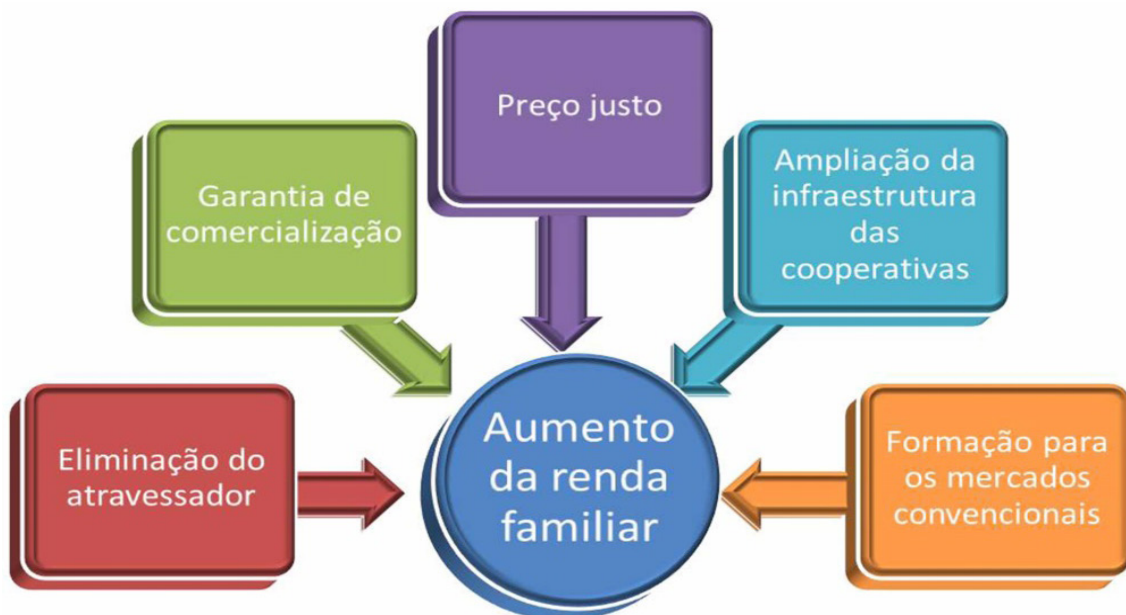 Preço justo
Garantia de
comercialização
Ampliação da
infraestrutura
das
cooperativas
Eliminação do
atravessador
Aumento
da renda
familiar
Formação para
os mercados
convencionais